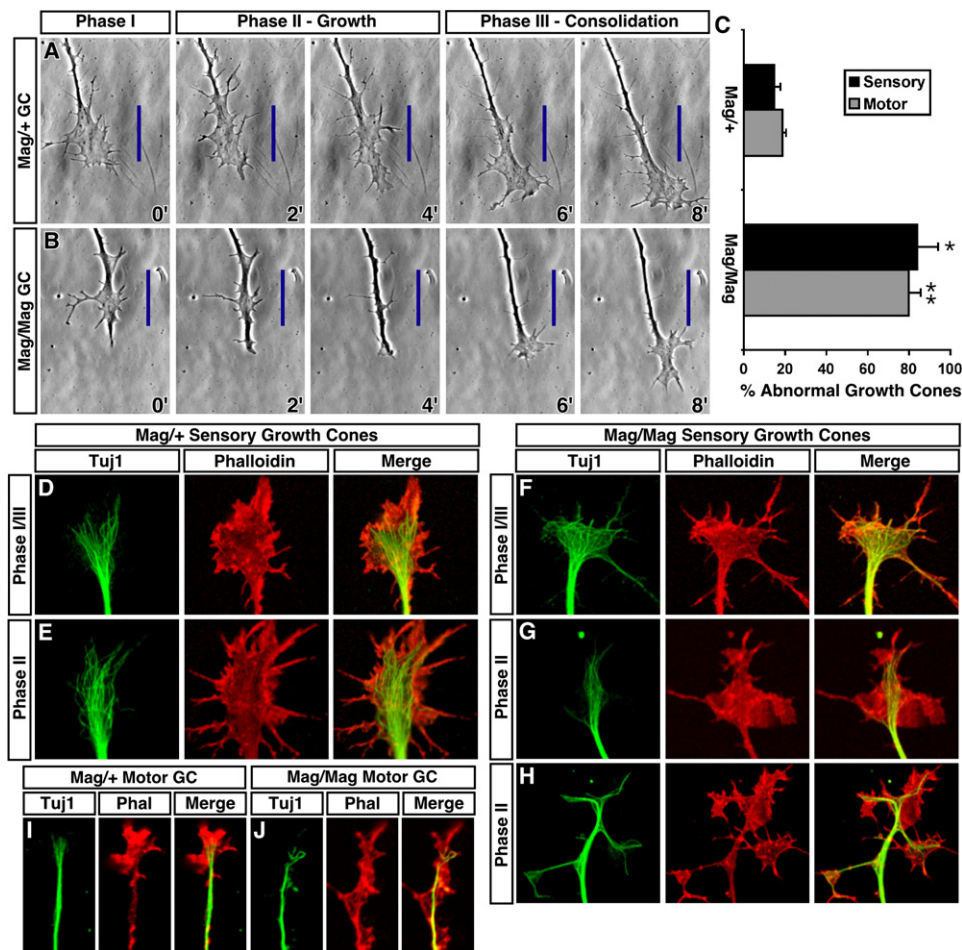 Phase I
Phase II - Growth
Phase III - Consolidation
A
Mag/+ GC
0'
2'
4'
6'
8'
B
Mag/Mag GC
0'
2'
4'
6'
8'
C
Sensory
Motor
Mag/+
Mag/Mag
*
**
0 20 40 60 80 100
% Abnormal Growth Cones
Mag/+ Sensory Growth Cones
Tuj1 Phalloidin Merge
Phase I/III
D
Phase II
E
Mag/Mag Sensory Growth Cones
Tuj1 Phalloidin Merge
Phase I/III
F
Phase II
G
Phase II
H
Mag/+ Motor GC
Tuj1 Phal Merge
I
Mag/Mag Motor GC
Tuj1 Phal Merge
J